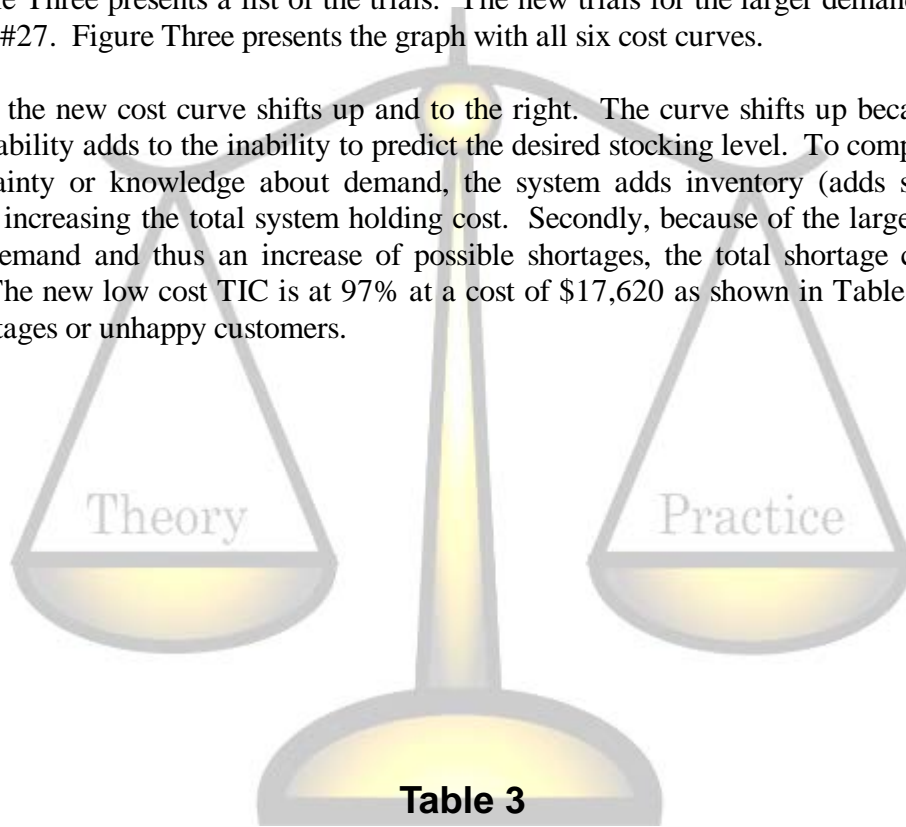 e Three presents a list of the trials. The new trials for the larger deman
#27. Figure Three presents the graph with all six cost curves.
the new cost curve shifts up and to the right. The curve shifts up beca
ability adds to the inability to predict the desired stocking level. To comp
ainty or knowledge about demand, the system adds inventory (adds s
increasing the total system holding cost. Secondly, because of the large
emand and thus an increase of possible shortages, the total shortage c
The new low cost TIC is at 97% at a cost of $17,620 as shown in Table
tages or unhappy customers.
Theory Practice
Table 3